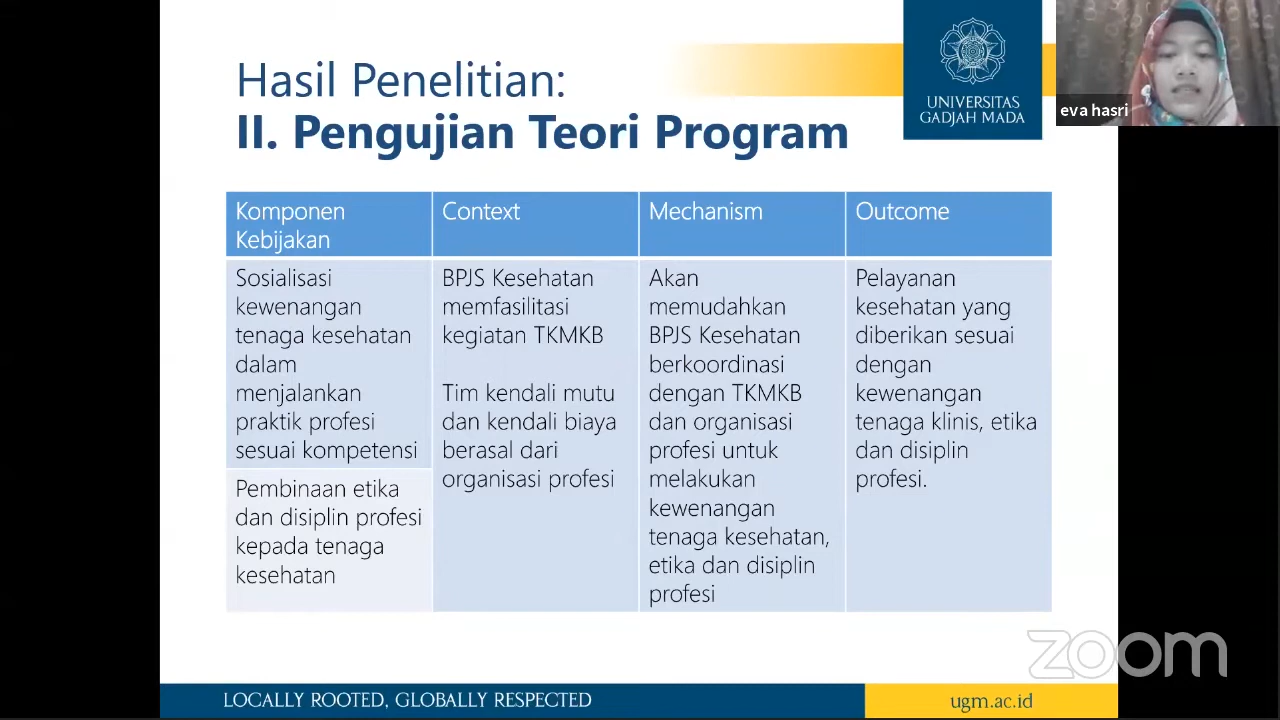 Hasil Penelitian:
II. Pengujian Teori Program
UNIVERSITAS
GADJAH MADA
eva hasri
Komponen
Kebijakan
Context
Mechanism
Outcome
Sosialisasi
kewenangan
tenaga kesehatan
dalam
menjalankan
praktik profesi
sesuai kompetensi
Pembinaan etika
dan disiplin profesi
kepada tenaga
kesehatan
BPJS Kesehatan
memfasilitasi
kegiatan TKMKB
Tim kendali mutu
dan kendali biaya
berasal dari
organisasi profesi
Akan
memudahkan
BPJS Kesehatan
berkoordinasi
dengan TKMKB
dan organisasi
profesi untuk
melakukan
kewenangan
tenaga kesehatan,
etika dan disiplin
profesi
Pelayanan
kesehatan yang
diberikan sesuai
dengan
kewenangan
tenaga klinis, etika
dan disiplin
profesi.
zoom
LOCALLY ROOTED, GLOBALLY RESPECTED
ugm.ac.id